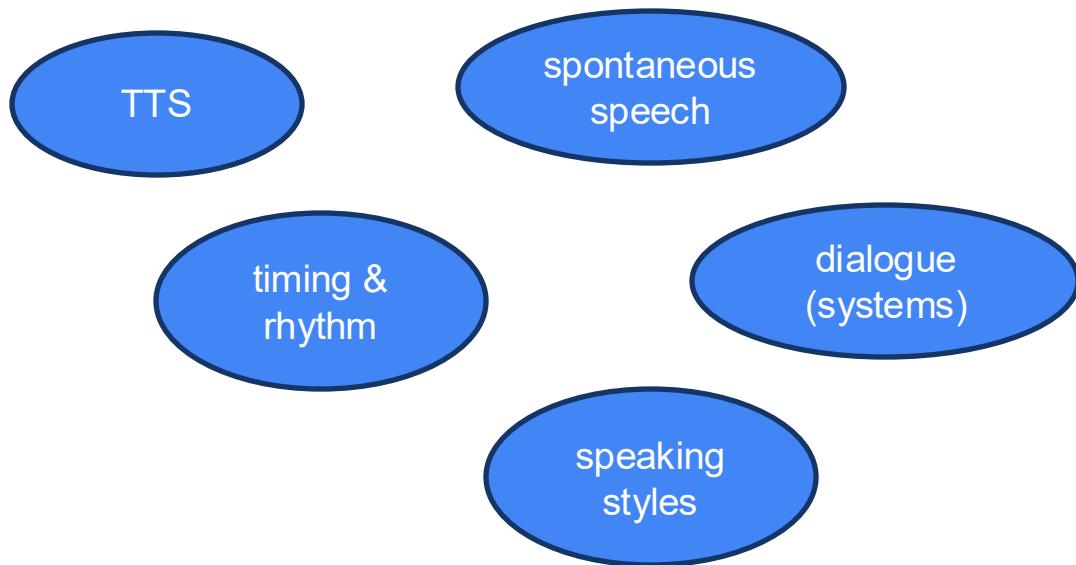 TTS
spontaneous
speech
timing &
rhythm
dialogue
(systems)
speaking
styles